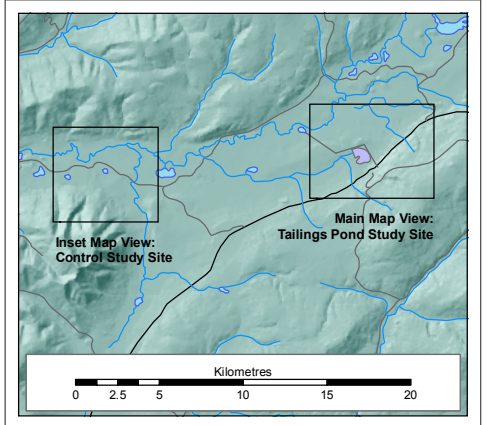 Main Map View:
Tailings Pond Study Site
Inset Map View:
Control Study Site
Kilometres
0 2.5 5 10 15 20